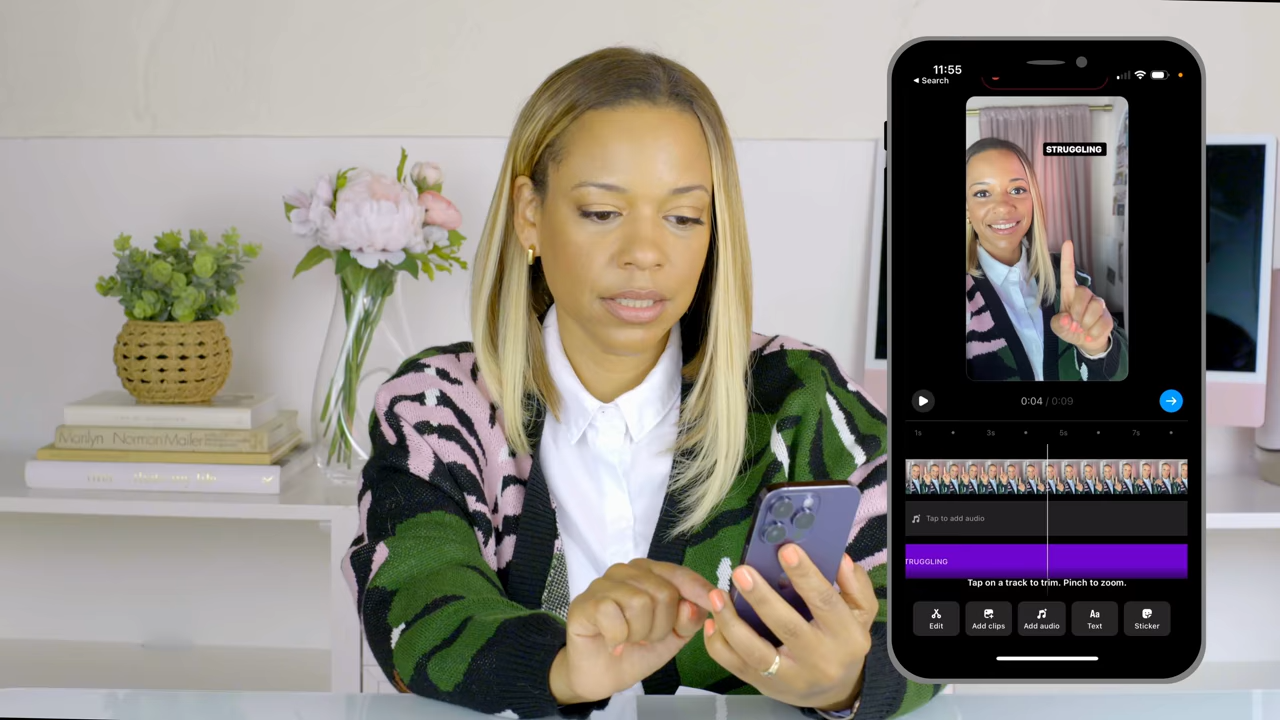 Marilyn Norman Mailer
11:55
◀ Search
STRUGGLING
0:04 / 0:09
1s 3s 5s 7s
Tap to add audio
TRUGGLING
Tap on a track to trim. Pinch to zoom.
Edit Add clips Add audio Aa Text Sticker